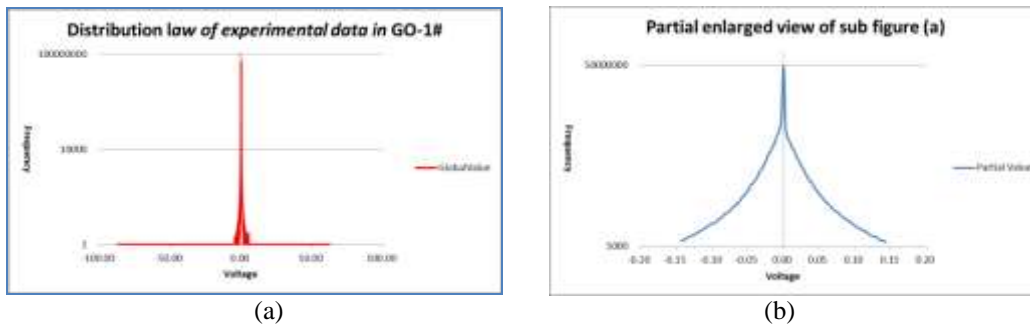 Distribution law of experimental data in GO-1#
100000000
10000
1
Frequency
-100.00 -50.00 0.00 50.00 100.00
Voltage
GlobalValue
(a)
Partial enlarged view of sub figure (a)
Frequency
-0.20 -0.15 -0.10 -0.05 0.00 0.05 0.10 0.15 0.20
Voltage
Partial Value
(b)